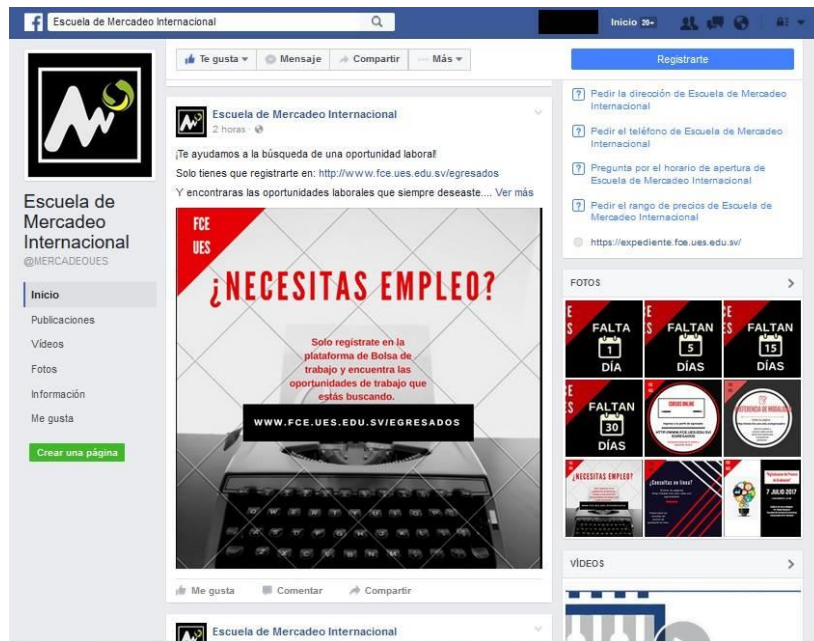 Escuela de Mercadeo Internacional
Inicio 20+
Te gusta
Mensaje
Compartir
Más
Registrarte
Escuela de
Mercadeo
Internacional
@MERCADEOUES
Inicio
Publicaciones
Vídeos
Fotos
Información
Me gusta
Crear una página
Escuela de Mercadeo Internacional
2 horas
¡Te ayudamos a la búsqueda de una oportunidad laboral!
Solo tienes que registrarte en: http://www.fce.ues.edu.sv/egresados
Y encontraras las oportunidades laborales que siempre deseaste.... Ver más
FCE
UES
¿NECESITAS EMPLEO?
Solo registrate en la
plataforma de Bolsa de
trabajo y encuentra las
oportunidades de trabajo que
estás buscando.
WWW.FCE.UES.EDU.SV/EGRESADOS
Me gusta
Comentar
Compartir
Escuela de Mercadeo Internacional
Pedir la dirección de Escuela de Mercadeo
Internacional
Pedir el teléfono de Escuela de Mercadeo
Internacional
Pregunta por el horario de apertura de
Escuela de Mercadeo Internacional
Pedir el rango de precios de Escuela de
Mercadeo Internacional
https://expediente.fce.ues.edu.sv/
FOTOS
FALTA
1
DÍA
FALTAN
5
DÍAS
FALTAN
15
DÍAS
FALTAN
30
DÍAS
CURSOS ONLINE
¿NECESITAS EMPLEO?
¿Consultas en línea?
7 JULIO 2017
VÍDEOS